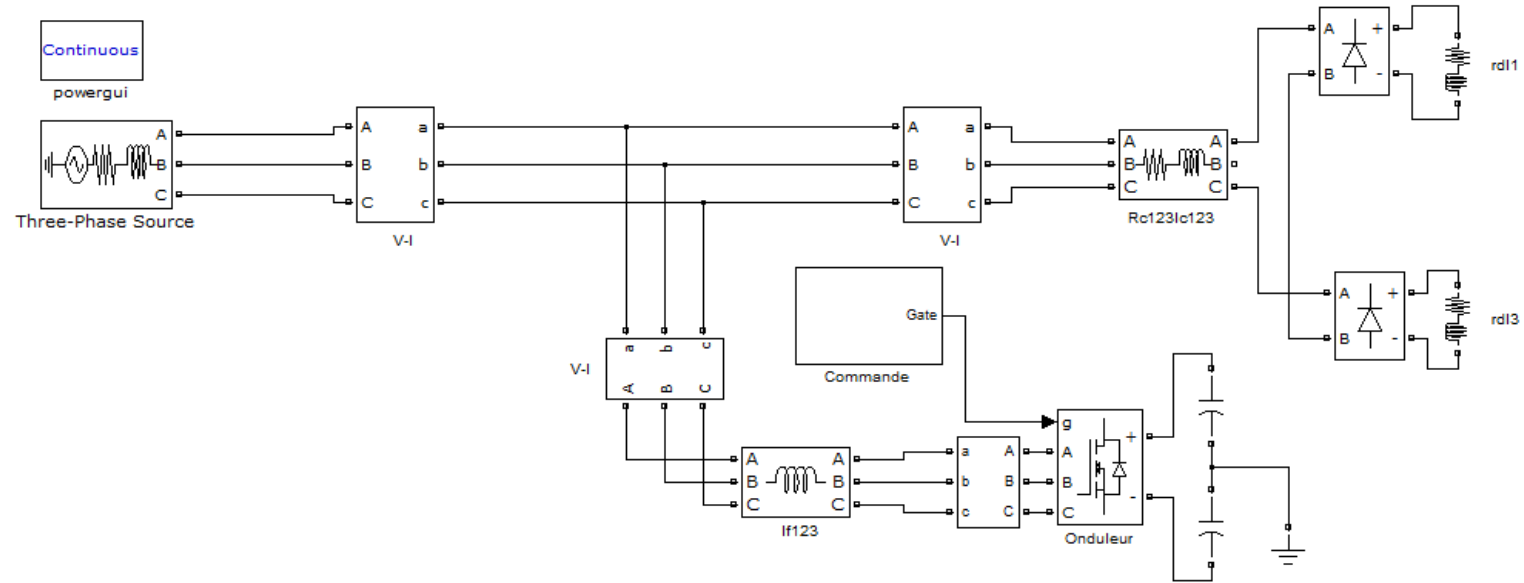 Continuous
powergui
A
B
C
Three-Phase Source
A a
B b
C c
V-I
A a
B b
C c
V-I
A A
B B
C C
Rc123lc123
A +
B -
rdl1
A +
B -
rdl3
a b c
A B C
V-I
Gate
Commande
A A
B B
C C
lf123
a A
b B
c C
g
A +
B
C -
Onduleur